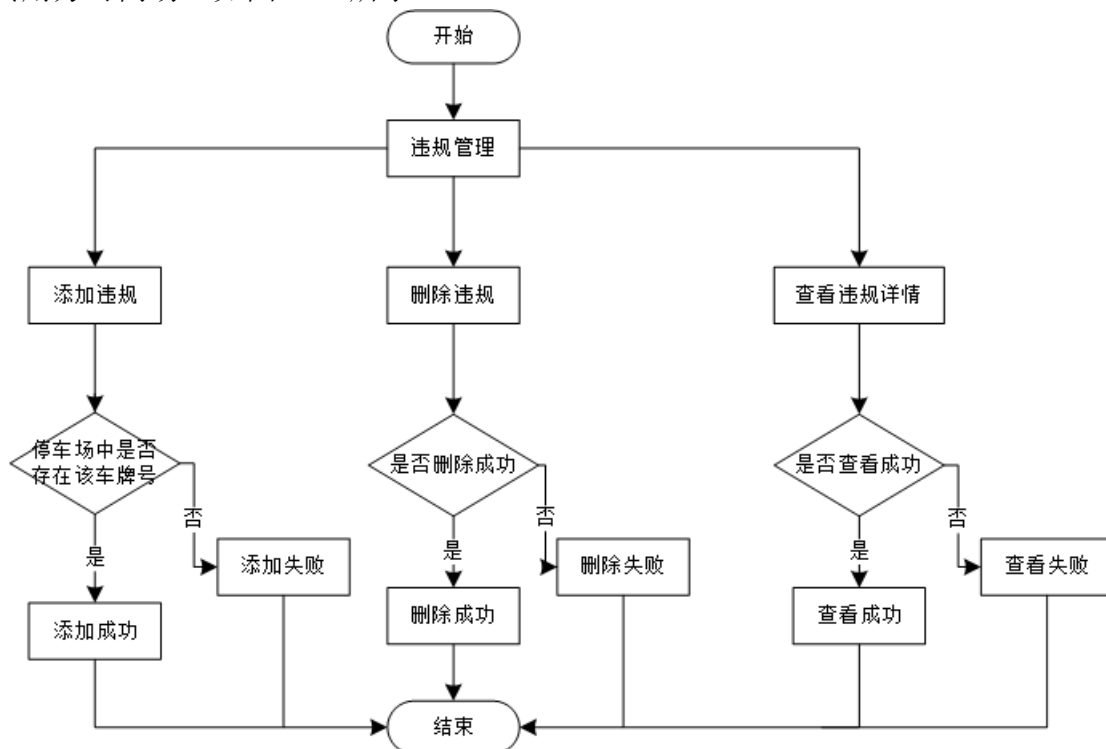 开始
违规管理
添加违规
删除违规
查看违规详情
停车场中是否
存在该车牌号
是否删除成功
是否查看成功
否
否
否
是
是
是
添加失败
删除失败
查看失败
添加成功
删除成功
查看成功
结束